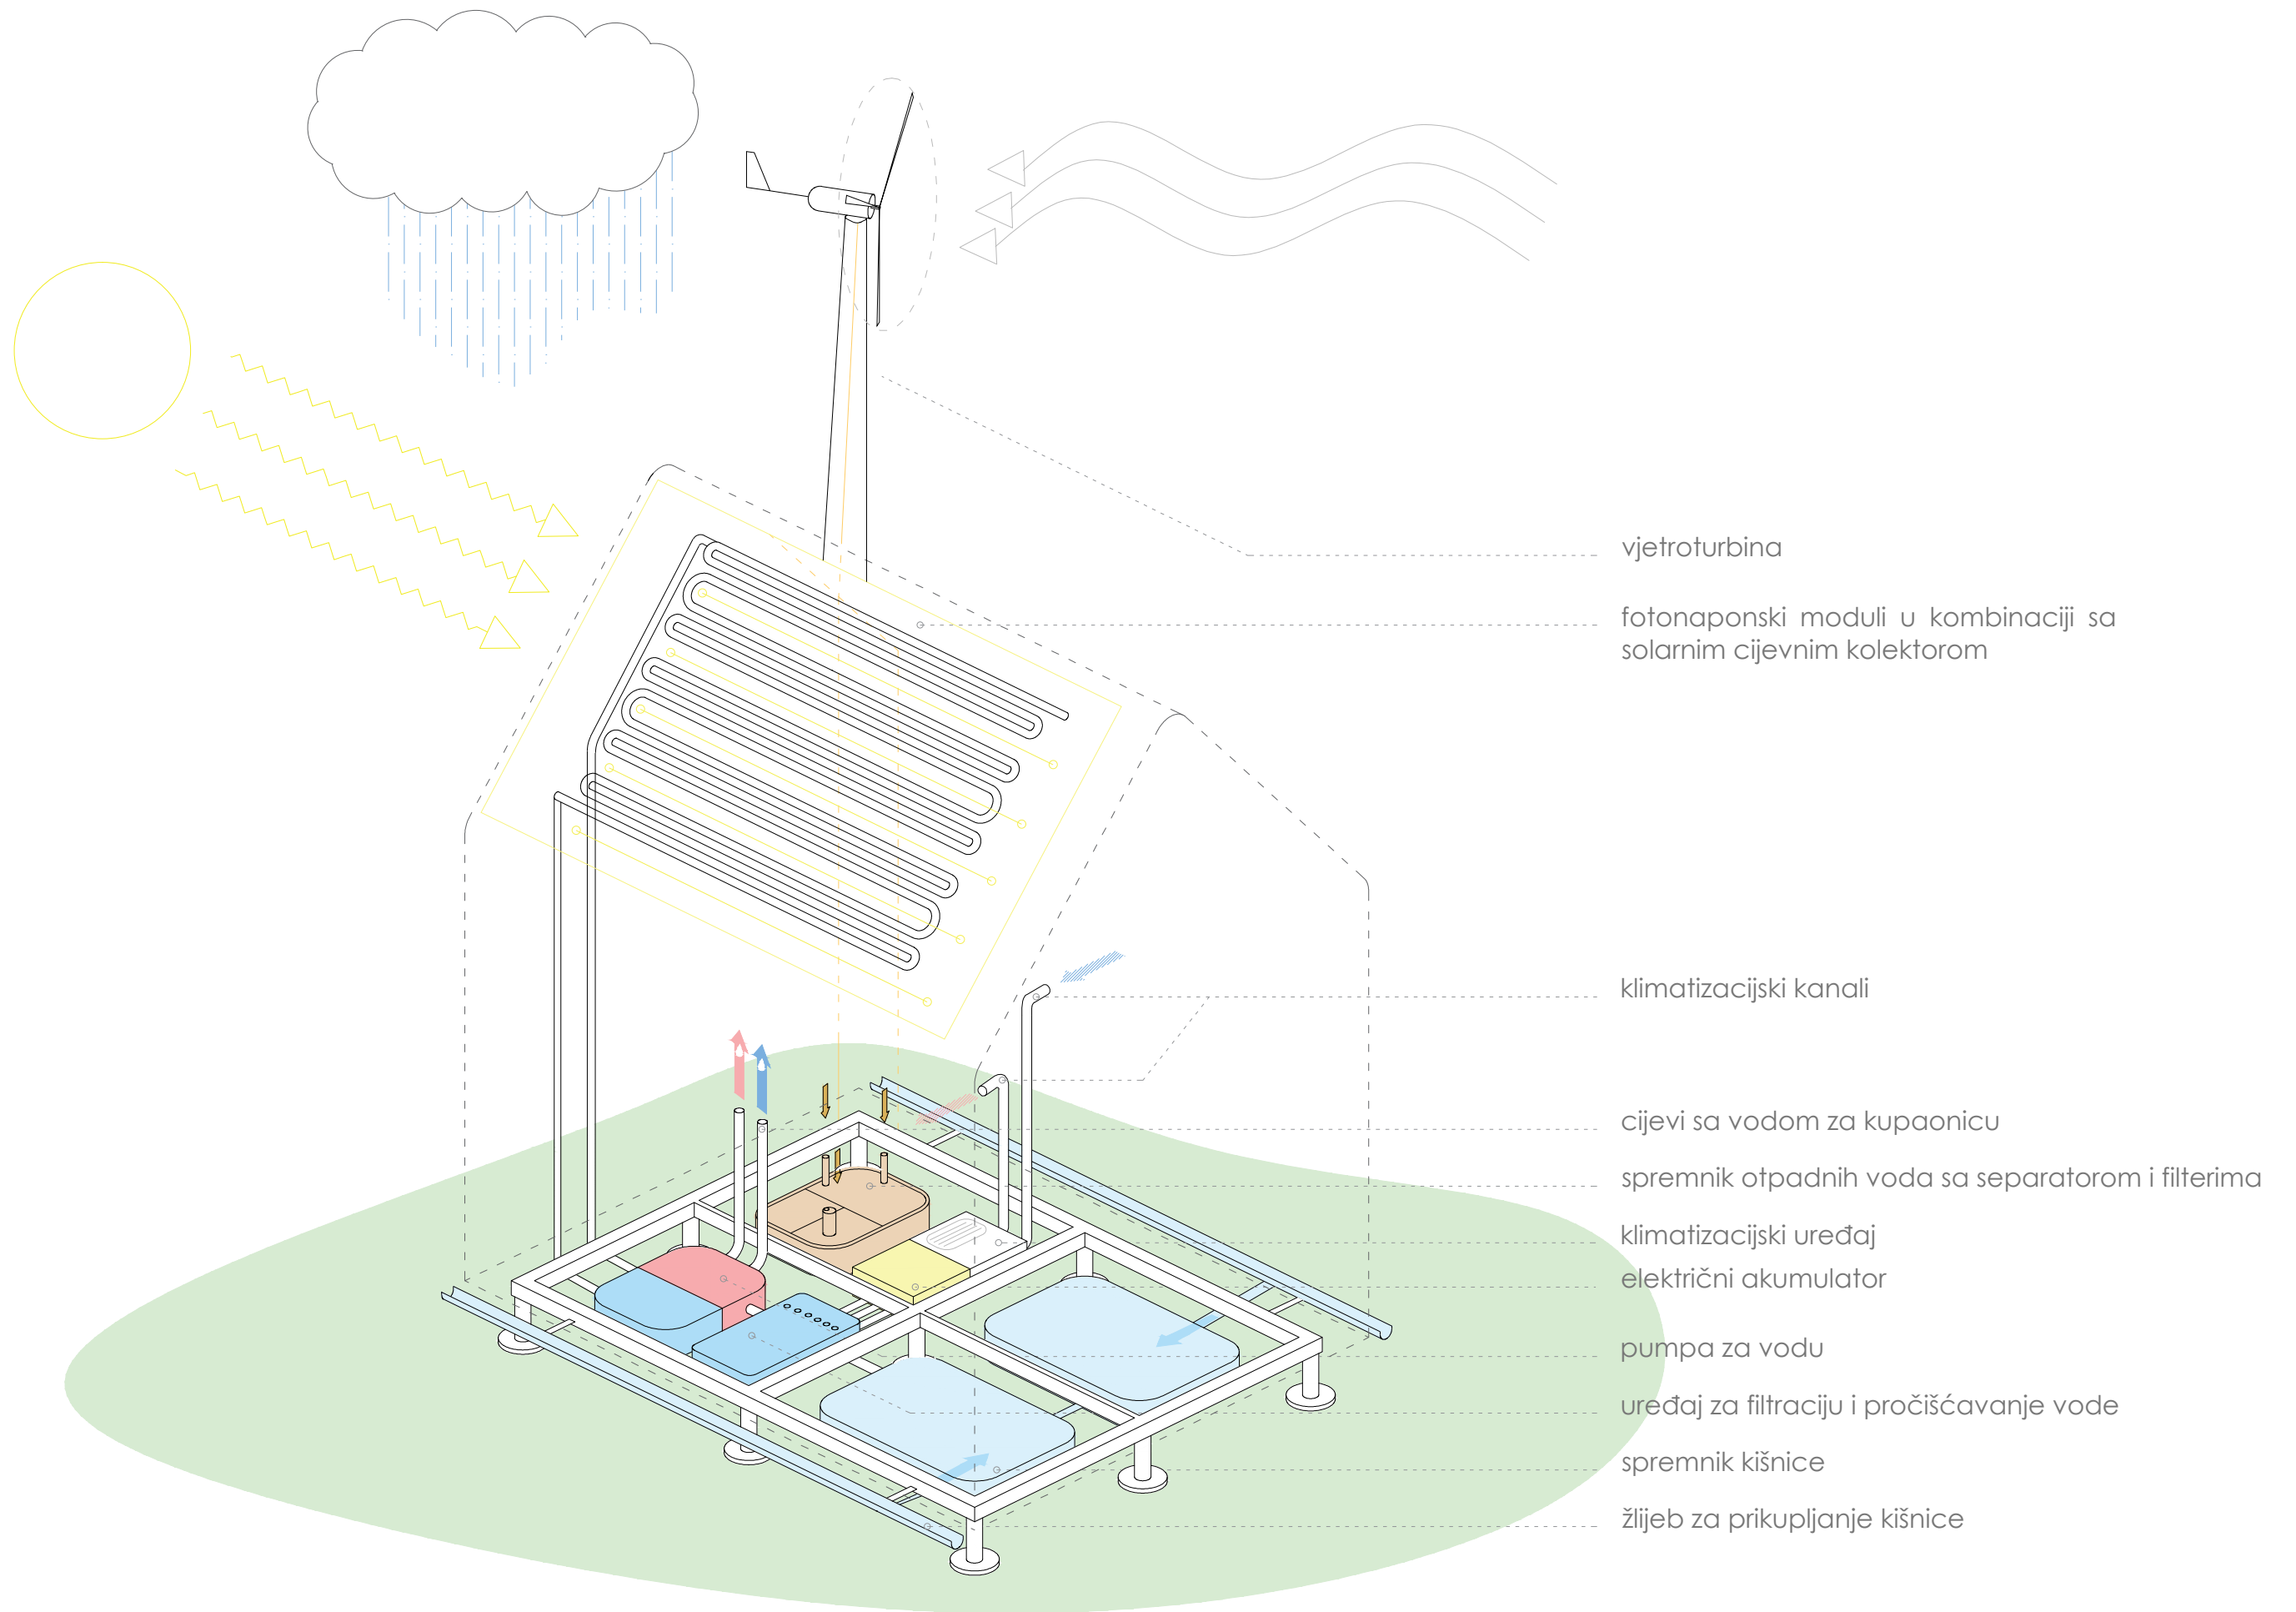 vjetroturbina
fotonaponski moduli u kombinaciji sa
solarnim cijevnim kolektorom
klimatizacijski kanali
cijevi sa vodom za kupaonicu
spremnik otpadnih voda sa separatorom i filterima
klimatizacijski uređaj
električni akumulator
pumpa za vodu
uređaj za filtraciju i pročišćavanje vode
spremnik kišnice
žlijeb za prikupljanje kišnice